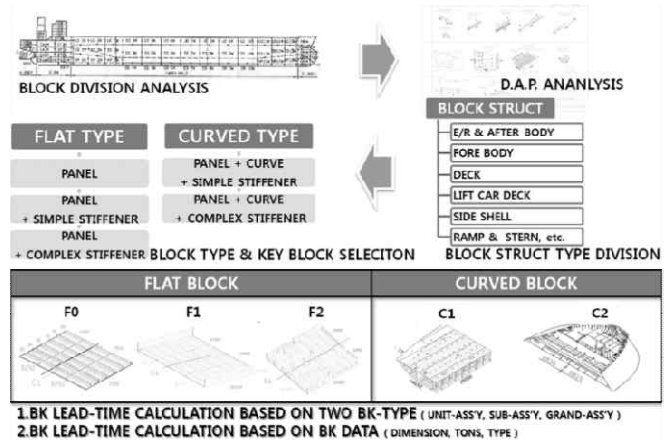 BLOCK DIVISION ANALYSIS
D.A.P. ANANLYSIS
BLOCK STRUCT
E/R & AFTER BODY
FORE BODY
DECK
LIFT CAR DECK
SIDE SHELL
RAMP & STERN, etc.
BLOCK STRUCT TYPE DIVISION
FLAT TYPE
PANEL
PANEL
+ SIMPLE STIFFENER
PANEL
+ COMPLEX STIFFENER
CURVED TYPE
PANEL + CURVE
+ SIMPLE STIFFENER
PANEL + CURVE
+ COMPLEX STIFFENER
BLOCK TYPE & KEY BLOCK SELECITON
FLAT BLOCK
CURVED BLOCK
F0
F1
F2
C1
C2
1.BK LEAD-TIME CALCULATION BASED ON TWO BK-TYPE ( UNIT-ASS'Y, SUB-ASS'Y, GRAND-ASS'Y )
2.BK LEAD-TIME CALCULATION BASED ON BK DATA ( DIMENSION, TONS, TYPE )